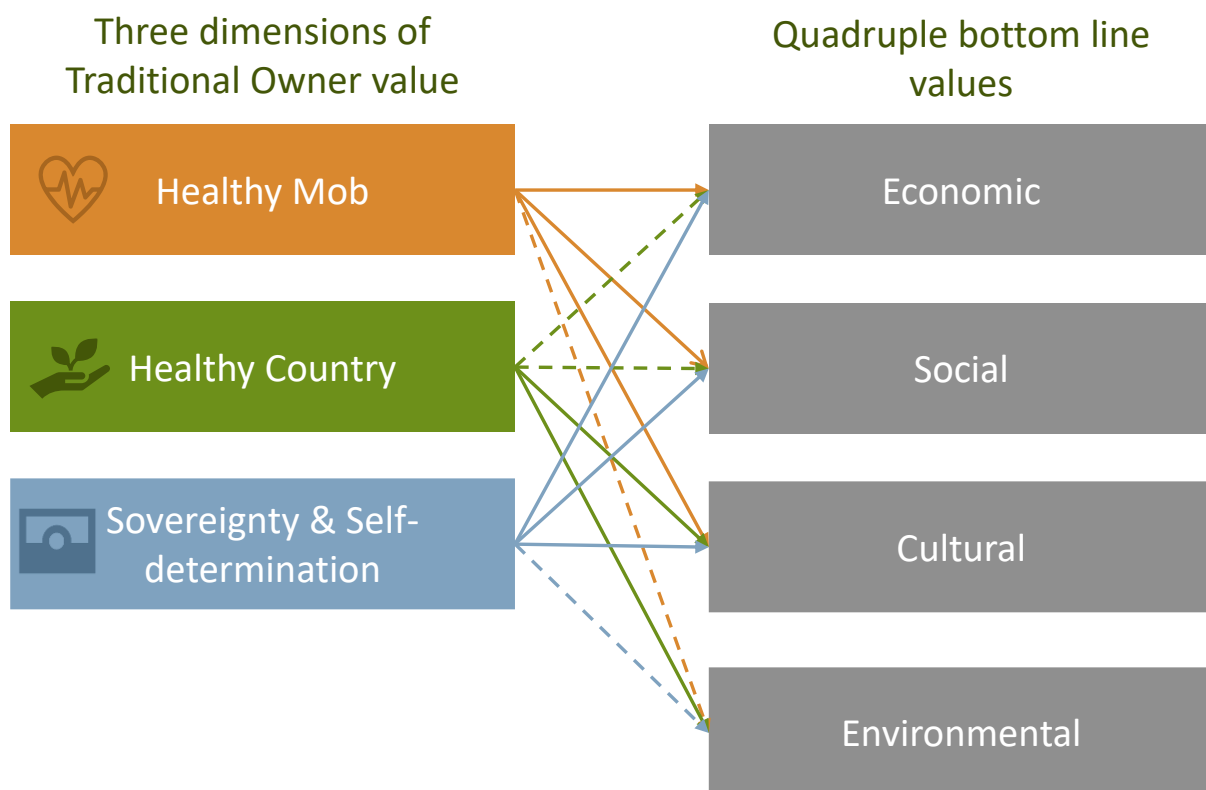 Three dimensions of
Traditional Owner value
Quadruple bottom line
values
Healthy Mob
Economic
Healthy Country
Social
Sovereignty & Self-
determination
Cultural
Environmental